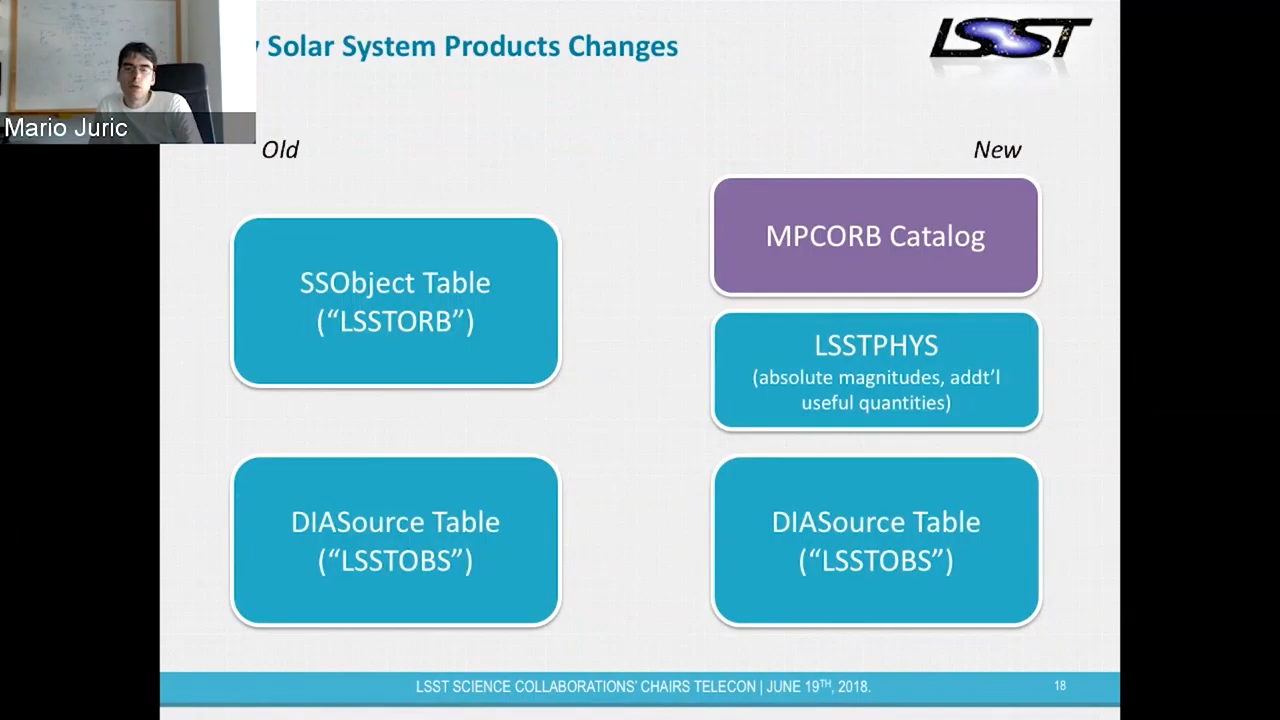 Solar System Products Changes
LSST
Mario Juric
Old
New
MPCORB Catalog
SSObject Table
(“LSSTORB”)
LSSTPHYS
(absolute magnitudes, addt’l
useful quantities)
DIASource Table
(“LSSTOBS”)
DIASource Table
(“LSSTOBS”)
LSST SCIENCE COLLABORATIONS’ CHAIRS TELECON | JUNE 19TH, 2018.
18